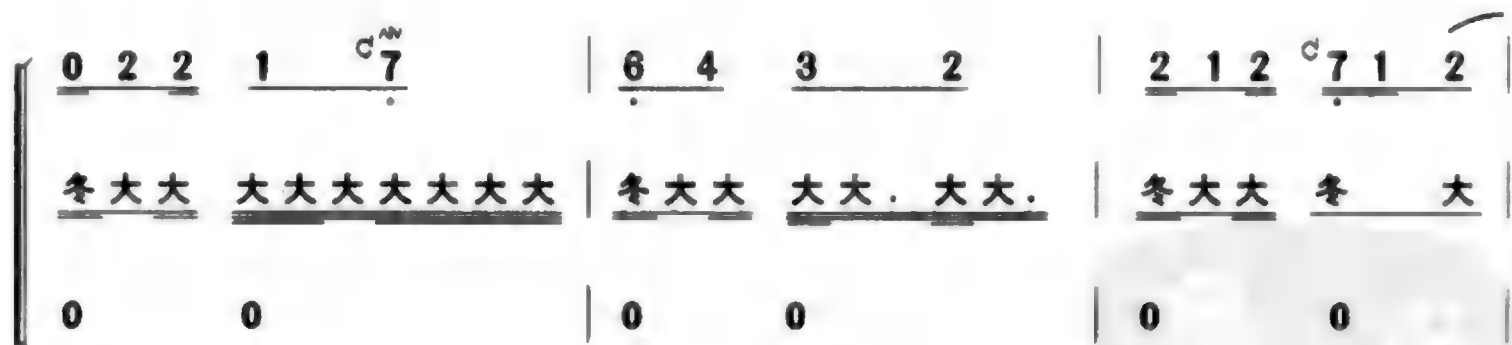 0 2 2 1 7 | 6 4 3 2 | 2 1 2 7 1 2 |
冬 大 大 大 大 大 大 大 大 大 | 冬 大 大 大 大 . 大 大 . | 冬 大 大 冬 大 |
0 0 | 0 0 | 0 0 |